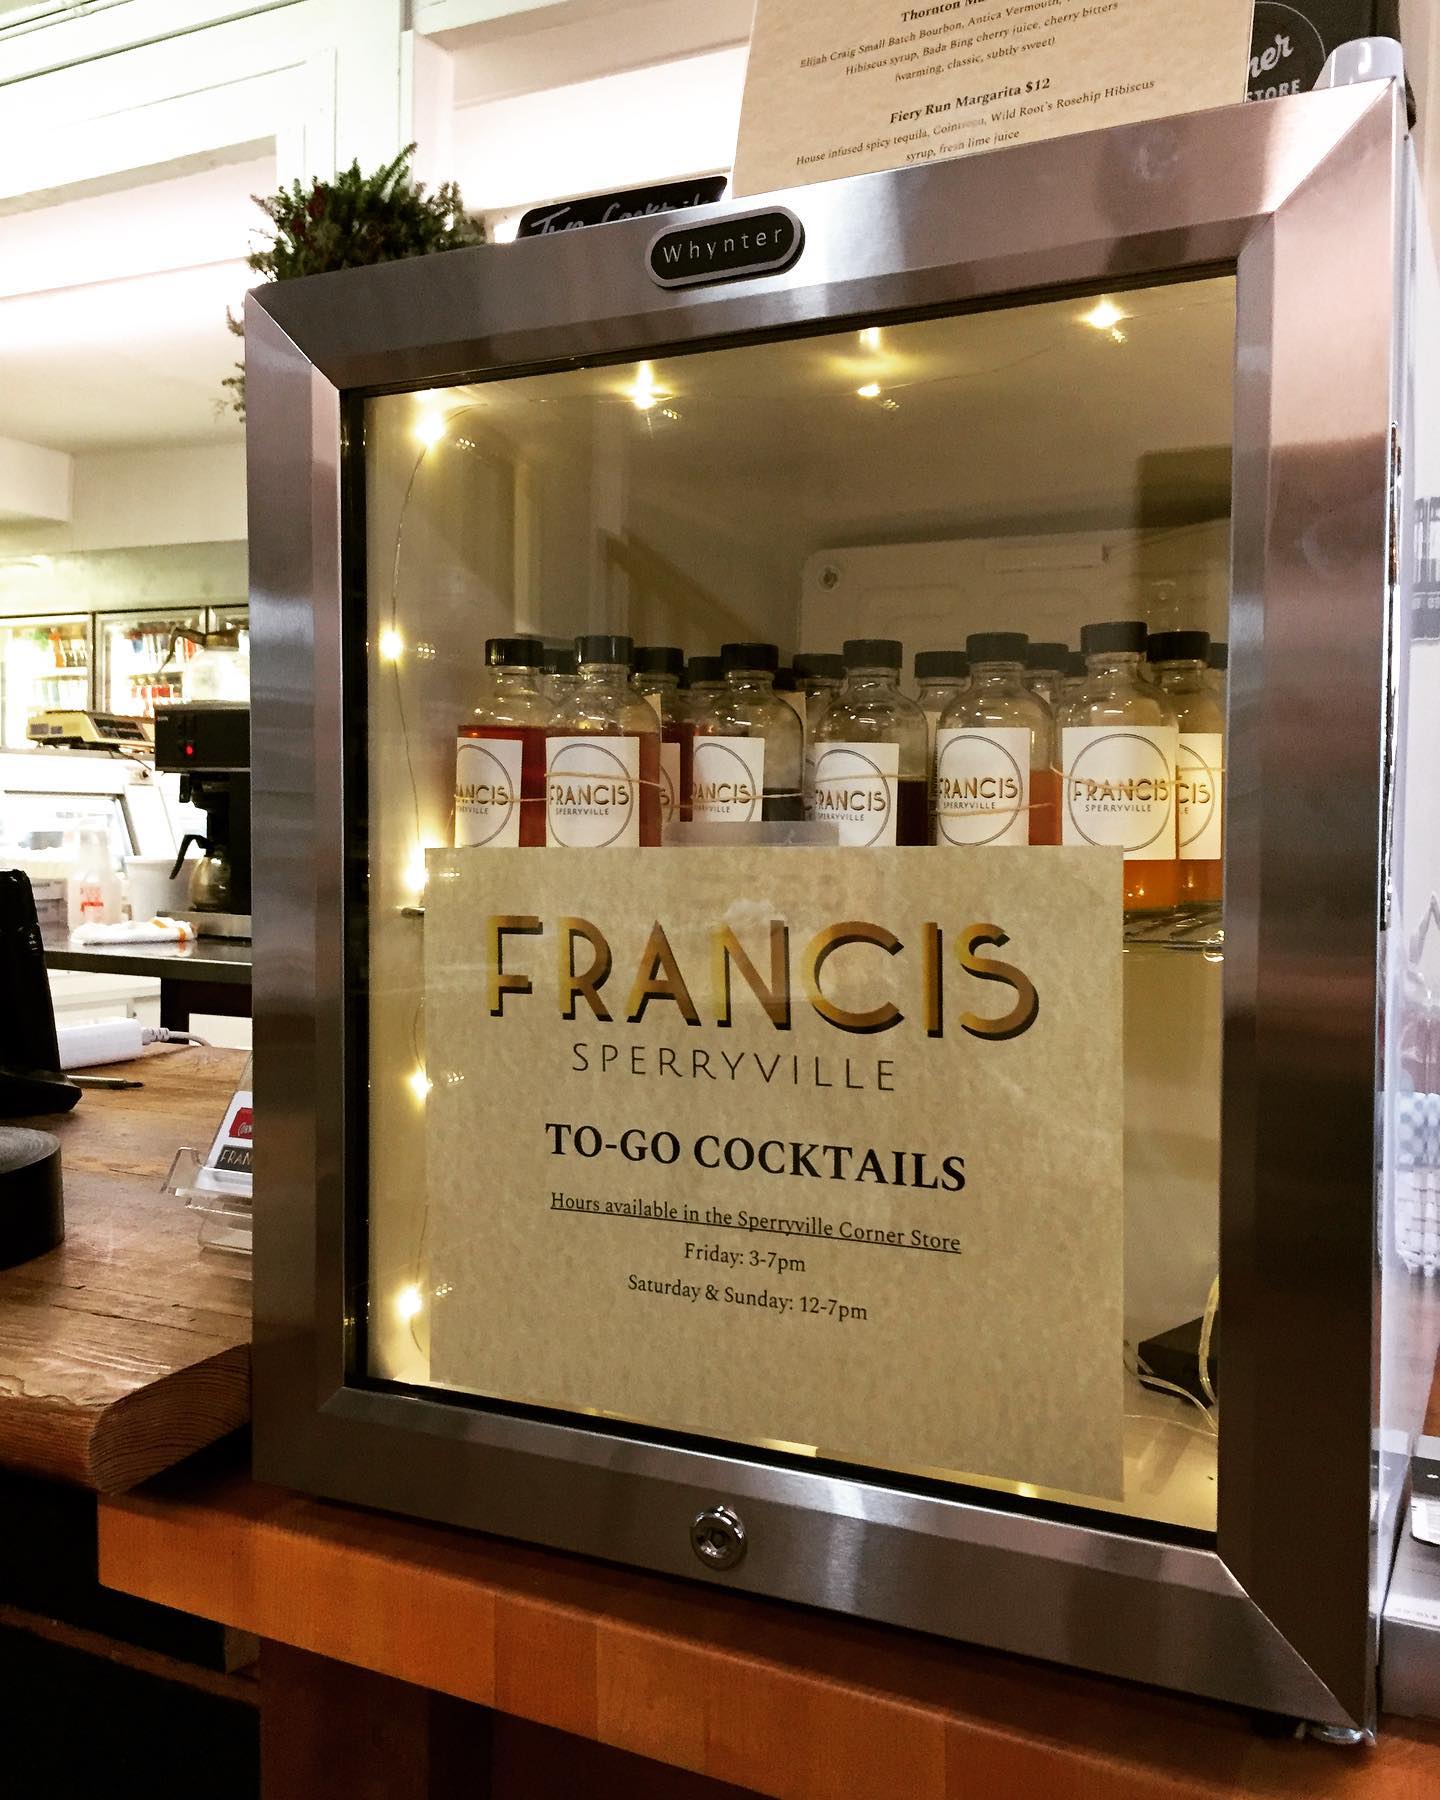 Thornton
Elijah Craig Small Batch Bourbon, Antica Vermouth,
Hibiscus syrup, Bada Bing cherry juice, cherry bitters
(warming, classic, subtly sweet)
Fiery Run Margarita $12
House infused spicy tequila, Wild Root's Rosehip Hibiscus
syrup, fresh lime juice
STORE
Whynter
FRANCIS
SPERRYVILLE
FRANCIS
SPERRYVILLE
FRANCIS
SPERRYVILLE
FRANCIS
SPERRYVILLE
TO-GO COCKTAILS
Hours available in the Sperryville Corner Store
Friday: 3-7pm
Saturday & Sunday: 12-7pm